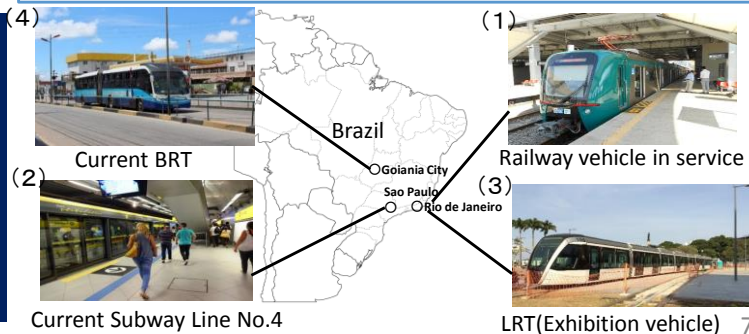 (4)
(1)
Brazil
Current BRT
Goiania City
Railway vehicle in service
(2)
Sao Paulo
(3)
Rio de Janeiro
Current Subway Line No.4
LRT(Exhibition vehicle)
7